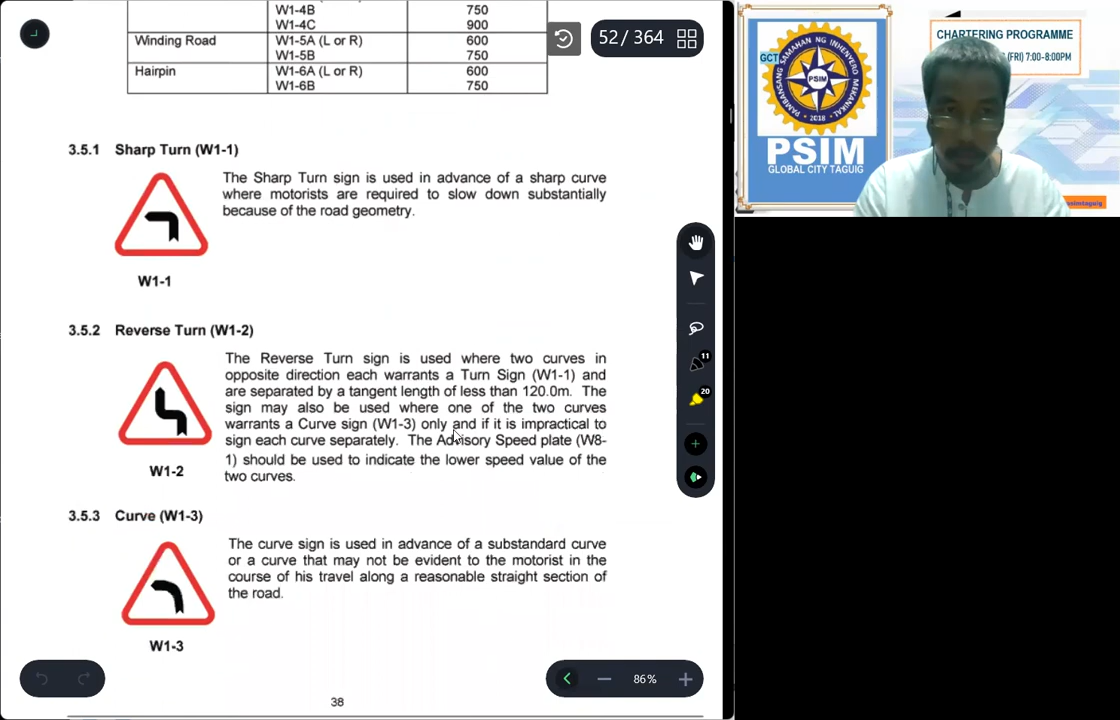 W1-4B 750
W1-4C 900
Winding Road W1-5A (L or R) 600
W1-5B 750
Hairpin W1-6A (L or R) 600
W1-6B 750
52 / 364
3.5.1 Sharp Turn (W1-1)
The Sharp Turn sign is used in advance of a sharp curve
where motorists are required to slow down substantially
because of the road geometry.
W1-1
3.5.2 Reverse Turn (W1-2)
The Reverse Turn sign is used where two curves in
opposite direction each warrants a Turn Sign (W1-1) and
are separated by a tangent length of less than 120.0m. The
sign may also be used where one of the two curves
warrants a Curve sign (W1-3) only and if it is impractical to
sign each curve separately. The Advisory Speed plate (W8-
1) should be used to indicate the lower speed value of the
two curves.
W1-2
3.5.3 Curve (W1-3)
The curve sign is used in advance of a substandard curve
or a curve that may not be evident to the motorist in the
course of his travel along a reasonable straight section of
the road.
W1-3
38
11
20
86%
GCT
PAMBANSANG SAMAHAN NG INHENYERO MEKANIKAL
PSIM
2018
PSIM
GLOBAL CITY TAGUIG
CHARTERING PROGRAMME
(FRI) 7:00-8:00PM
psimtaguig